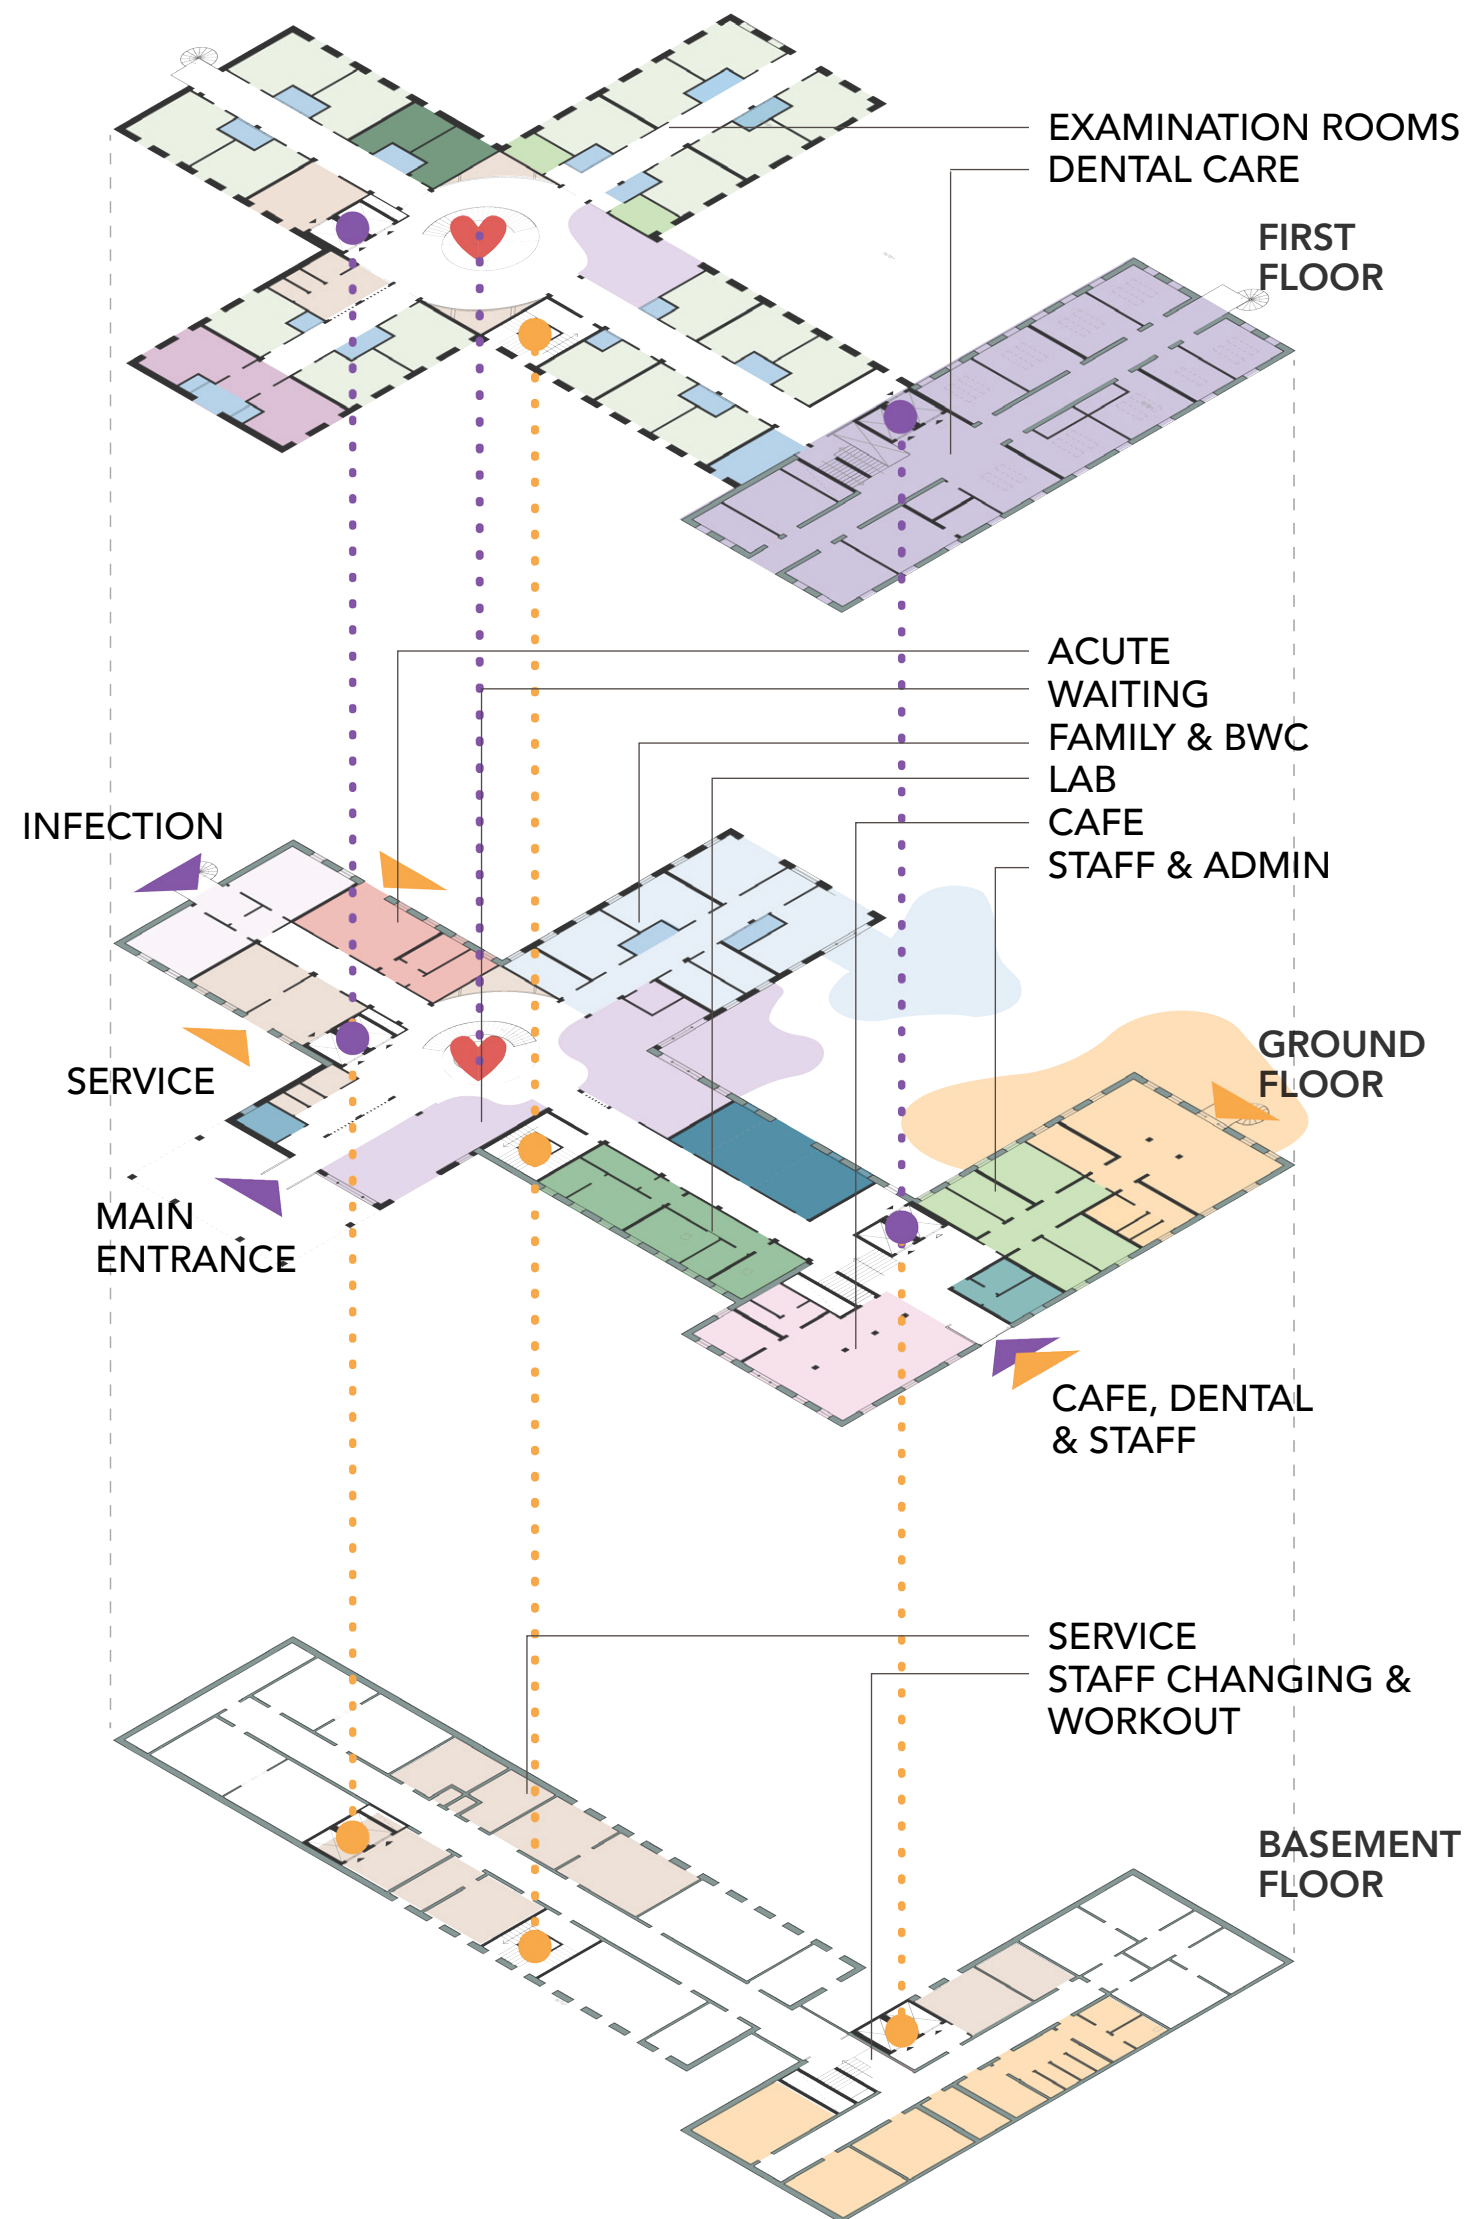 EXAMINATION ROOMS
DENTAL CARE
FIRST
FLOOR
ACUTE
WAITING
FAMILY & BWC
LAB
CAFE
STAFF & ADMIN
INFECTION
GROUND
FLOOR
SERVICE
MAIN
ENTRANCE
CAFE, DENTAL
& STAFF
SERVICE
STAFF CHANGING &
WORKOUT
BASEMENT
FLOOR